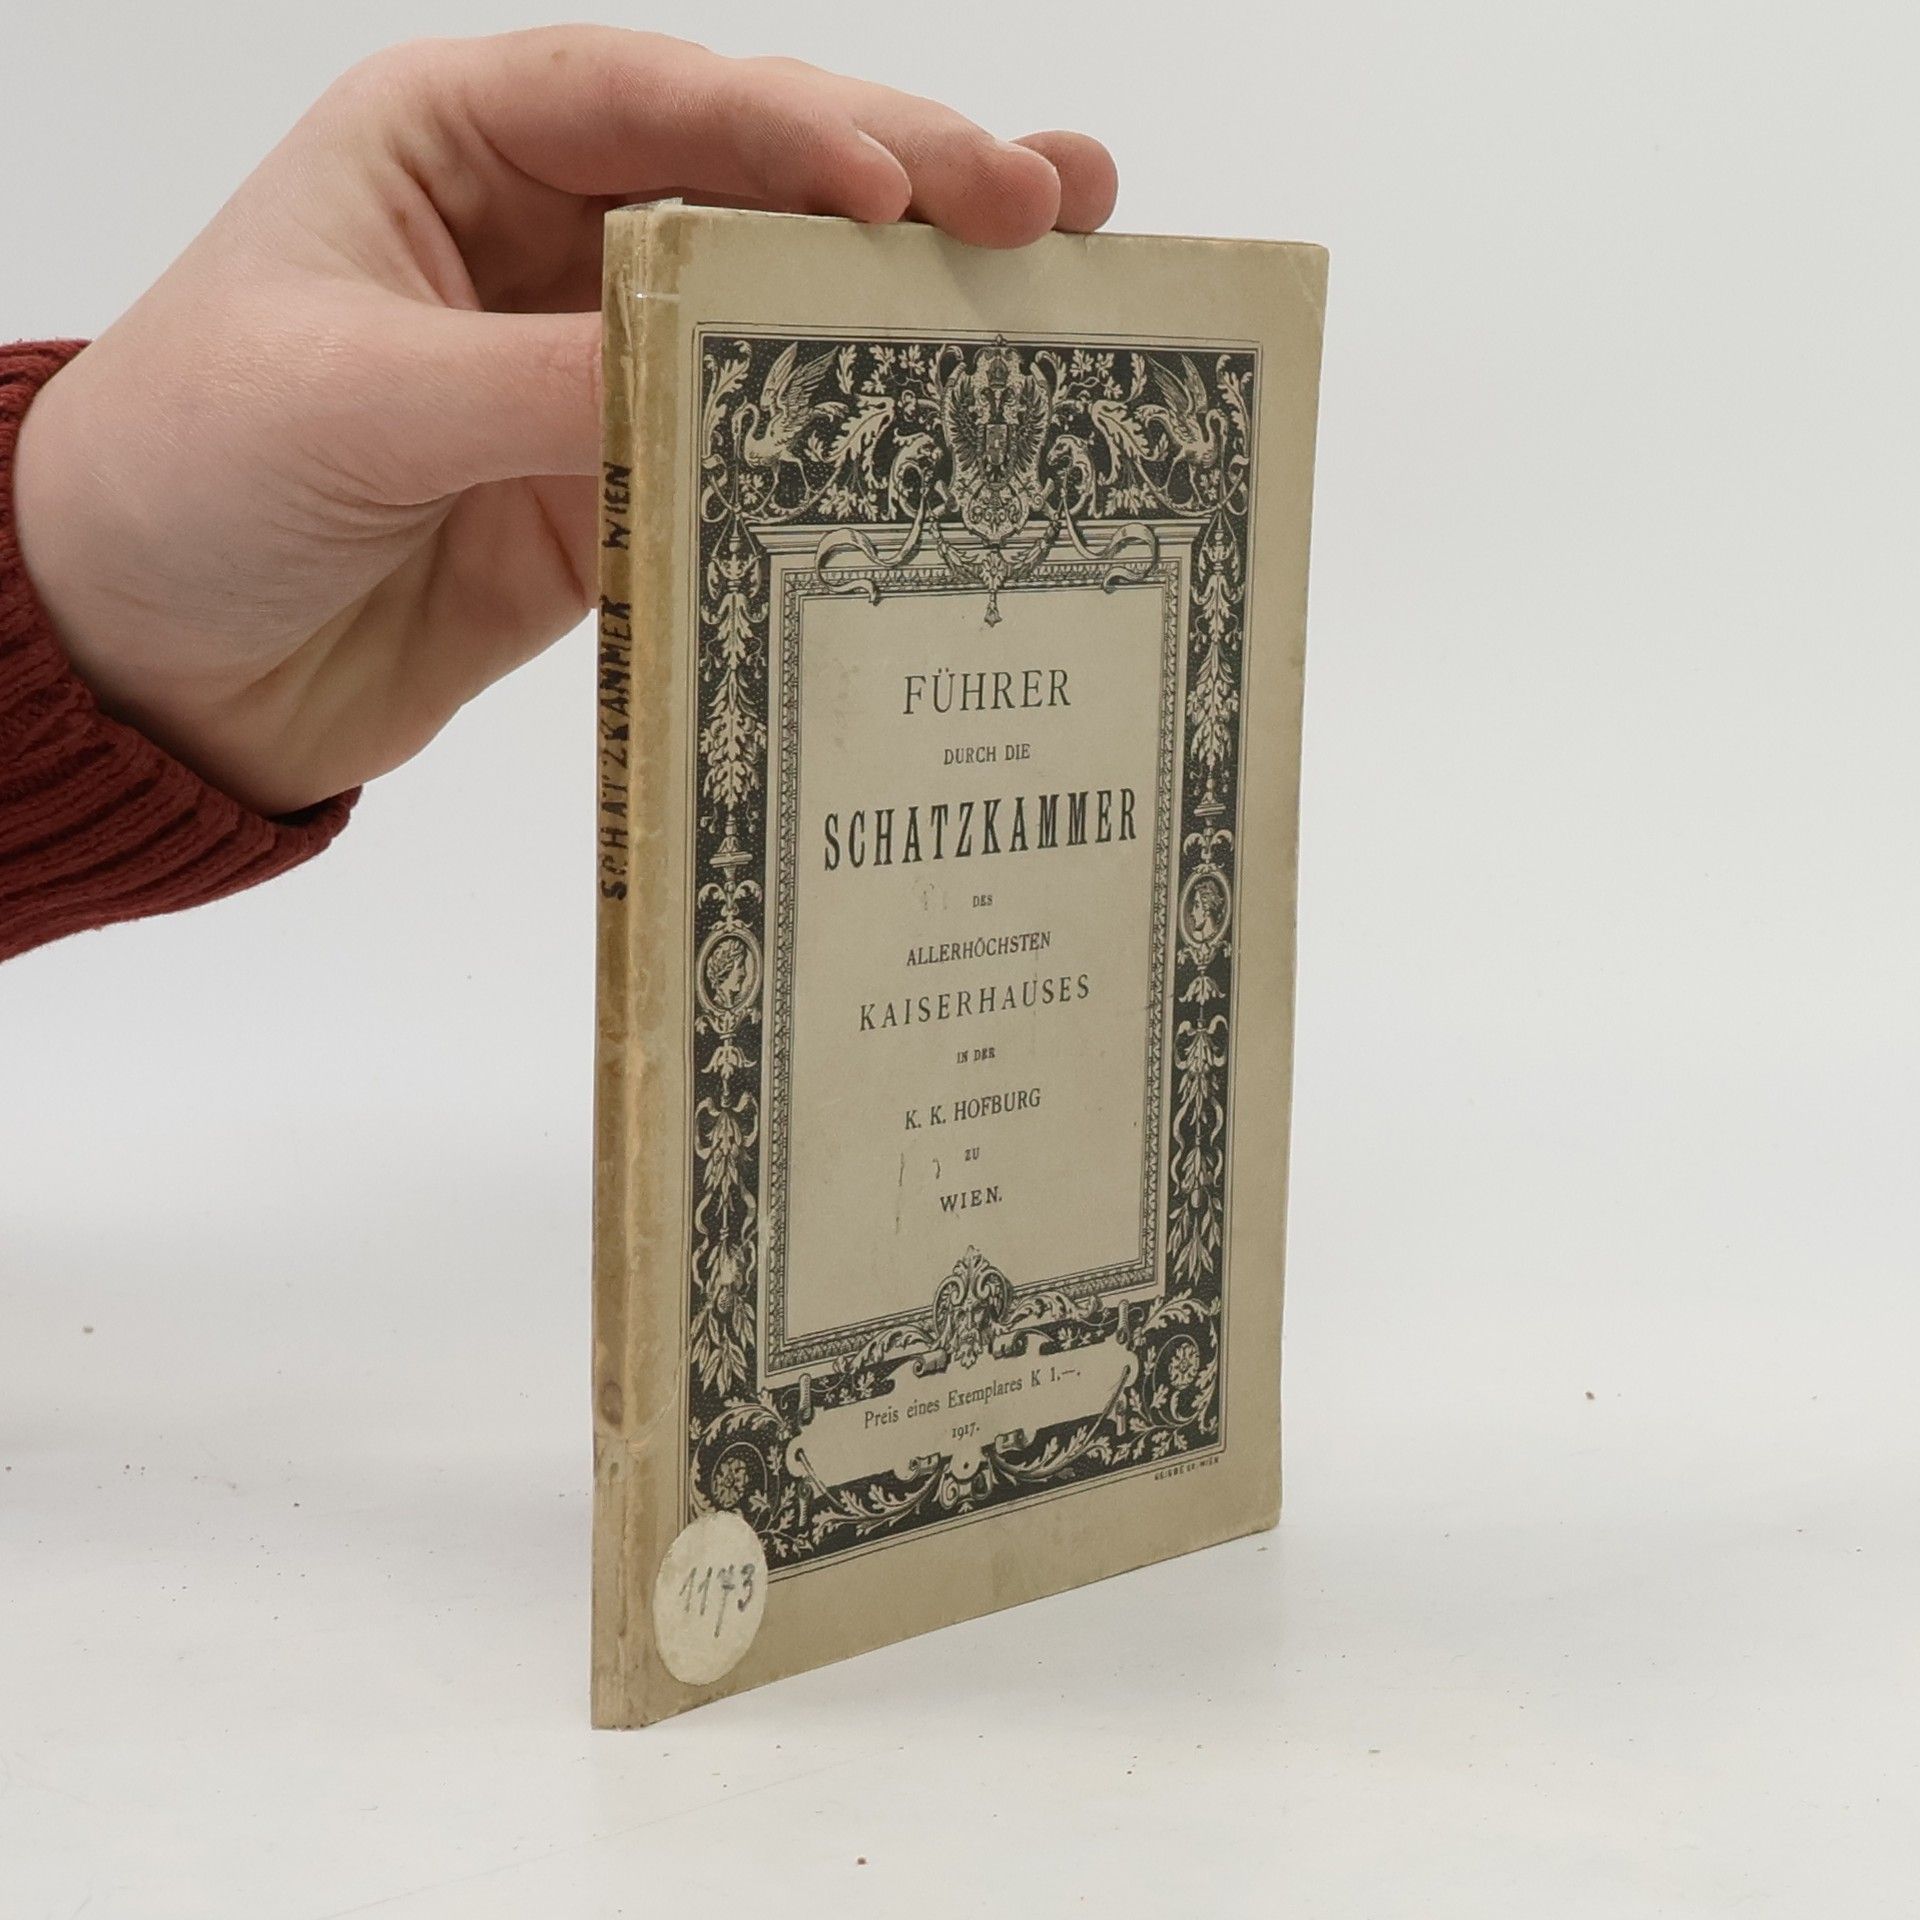 SCHATZKAMMER WIEN
FÜHRER
DURCH DIE
SCHATZKAMMER
DES
ALLERHÖCHSTEN
KAISERHAUSES
IN DER
K. K. HOFBURG
ZU
WIEN.
Preis eines Exemplares K 1.—.
1917.
1173